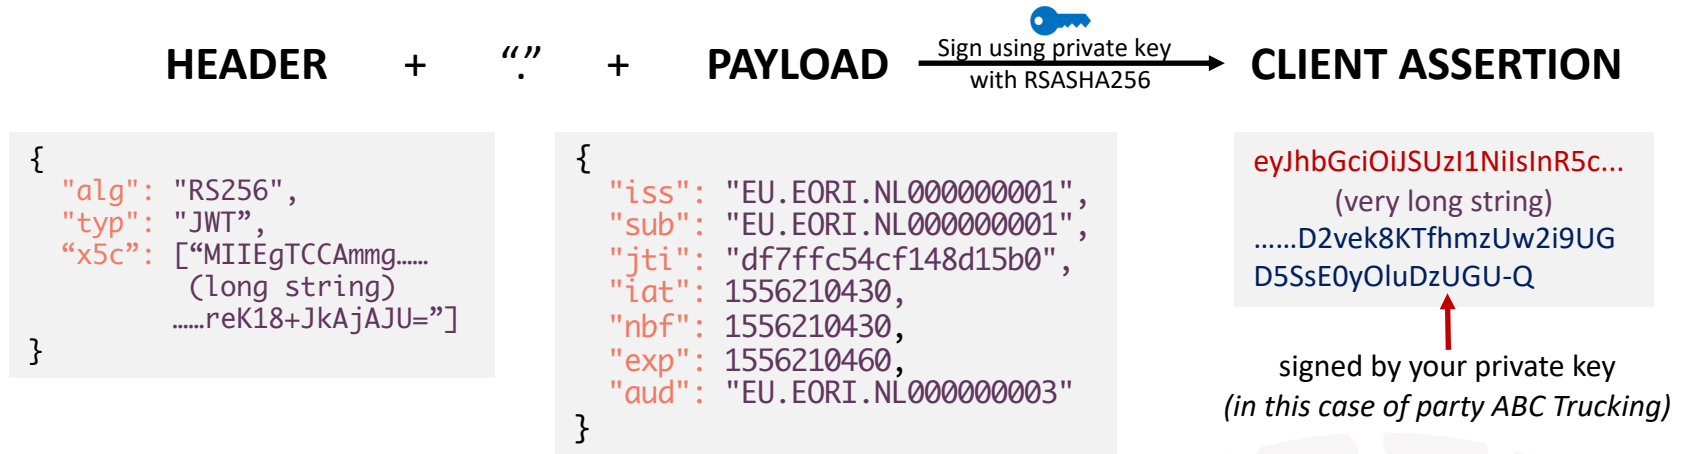 HEADER + “.” + PAYLOAD Sign using private key with RSASHA256 CLIENT ASSERTION
{
"alg": "RS256",
"typ": "JWT”,
“x5c”: [“MIIEgTCCAmmg……
(long string)
……reK18+JkAjAJU=”]
}
{
"iss": "EU.EORI.NL000000001",
"sub": "EU.EORI.NL000000001",
"jti": "df7ffc54cf148d15b0",
"iat": 1556210430,
"nbf": 1556210430,
"exp": 1556210460,
"aud": "EU.EORI.NL000000003"
}
eyJhbGciOiJSUzI1NiIsInR5c...
(very long string)
……D2vek8KTfhmzUw2i9UG
D5SsE0yOluDzUGU-Q
signed by your private key
(in this case of party ABC Trucking)